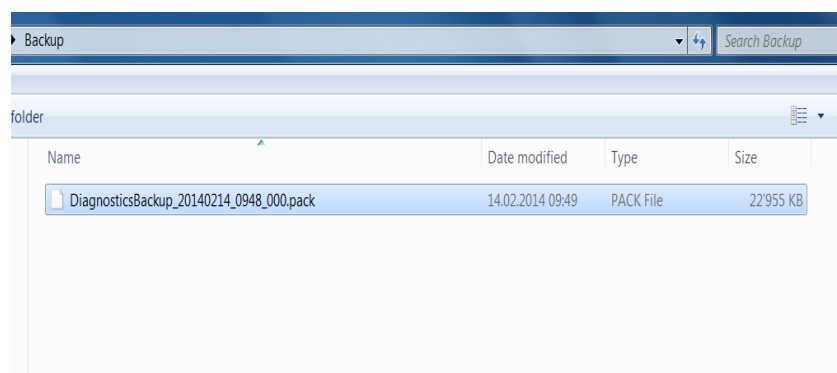 Backup Search Backup
folder
Name Date modified Type Size
DiagnosticsBackup_20140214_0948_000.pack 14.02.2014 09:49 PACK File 22'955 KB